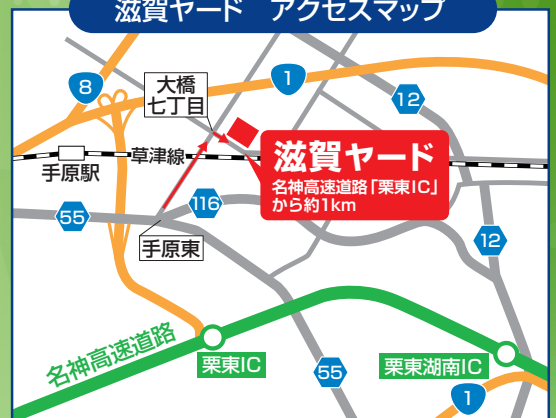 滋賀ヤード アクセスマップ
8
大橋
七丁目
1
12
手原駅
草津線
滋賀ヤード
名神高速道路「栗東IC」
から約1km
55
116
手原東
12
名神高速道路
栗東IC
55
栗東湖南IC
1